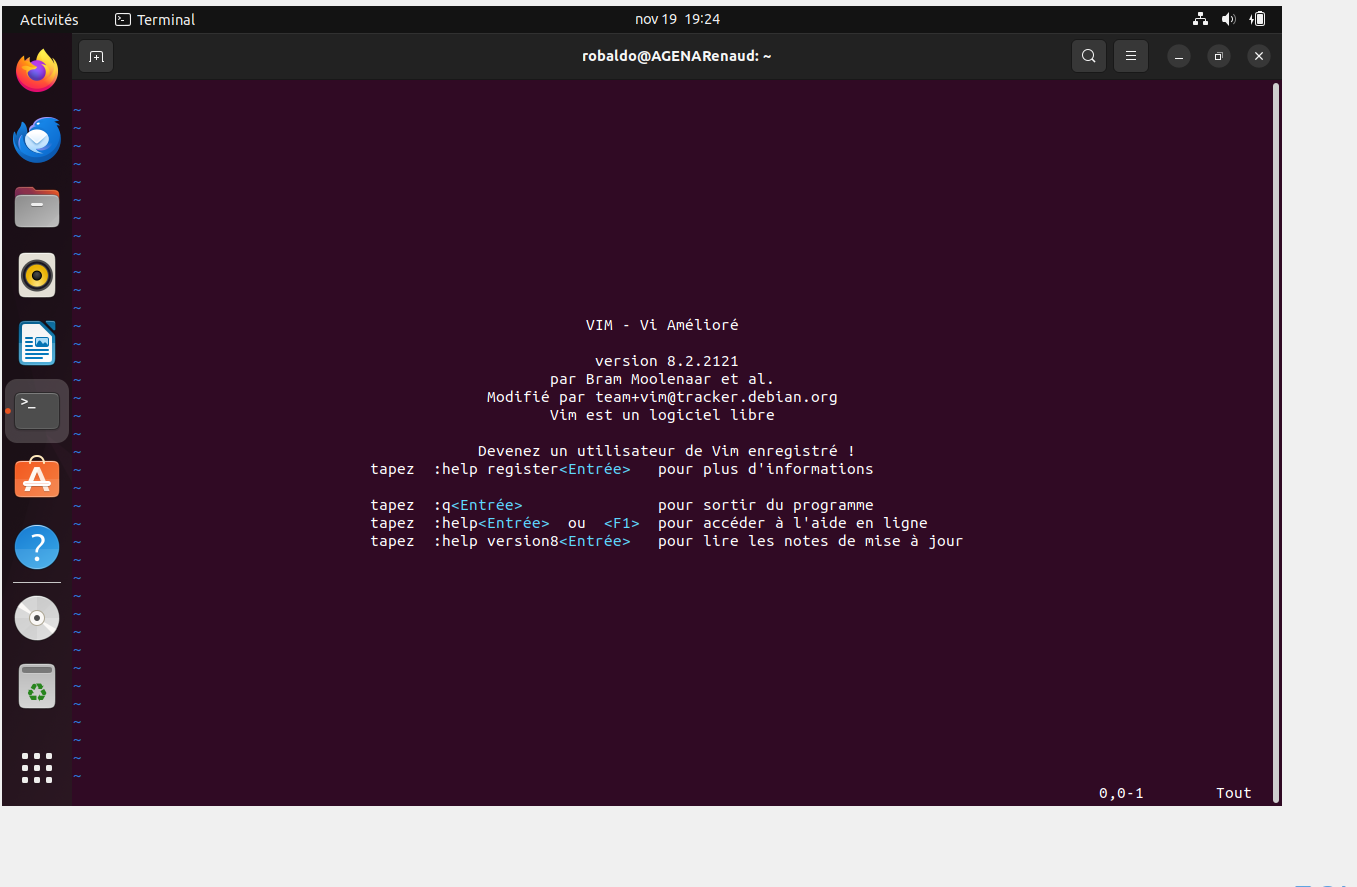 Activités Terminal nov 19 19:24
robaldo@AGENARenaud: ~
VIM - Vi Amélioré
version 8.2.2121
par Bram Moolenaar et al.
Modifié par team+vim@tracker.debian.org
Vim est un logiciel libre
Devenez un utilisateur de Vim enregistré !
tapez :help register<Entrée> pour plus d'informations
tapez :q<Entrée> pour sortir du programme
tapez :help<Entrée> ou <F1> pour accéder à l'aide en ligne
tapez :help version8<Entrée> pour lire les notes de mise à jour
0,0-1 Tout